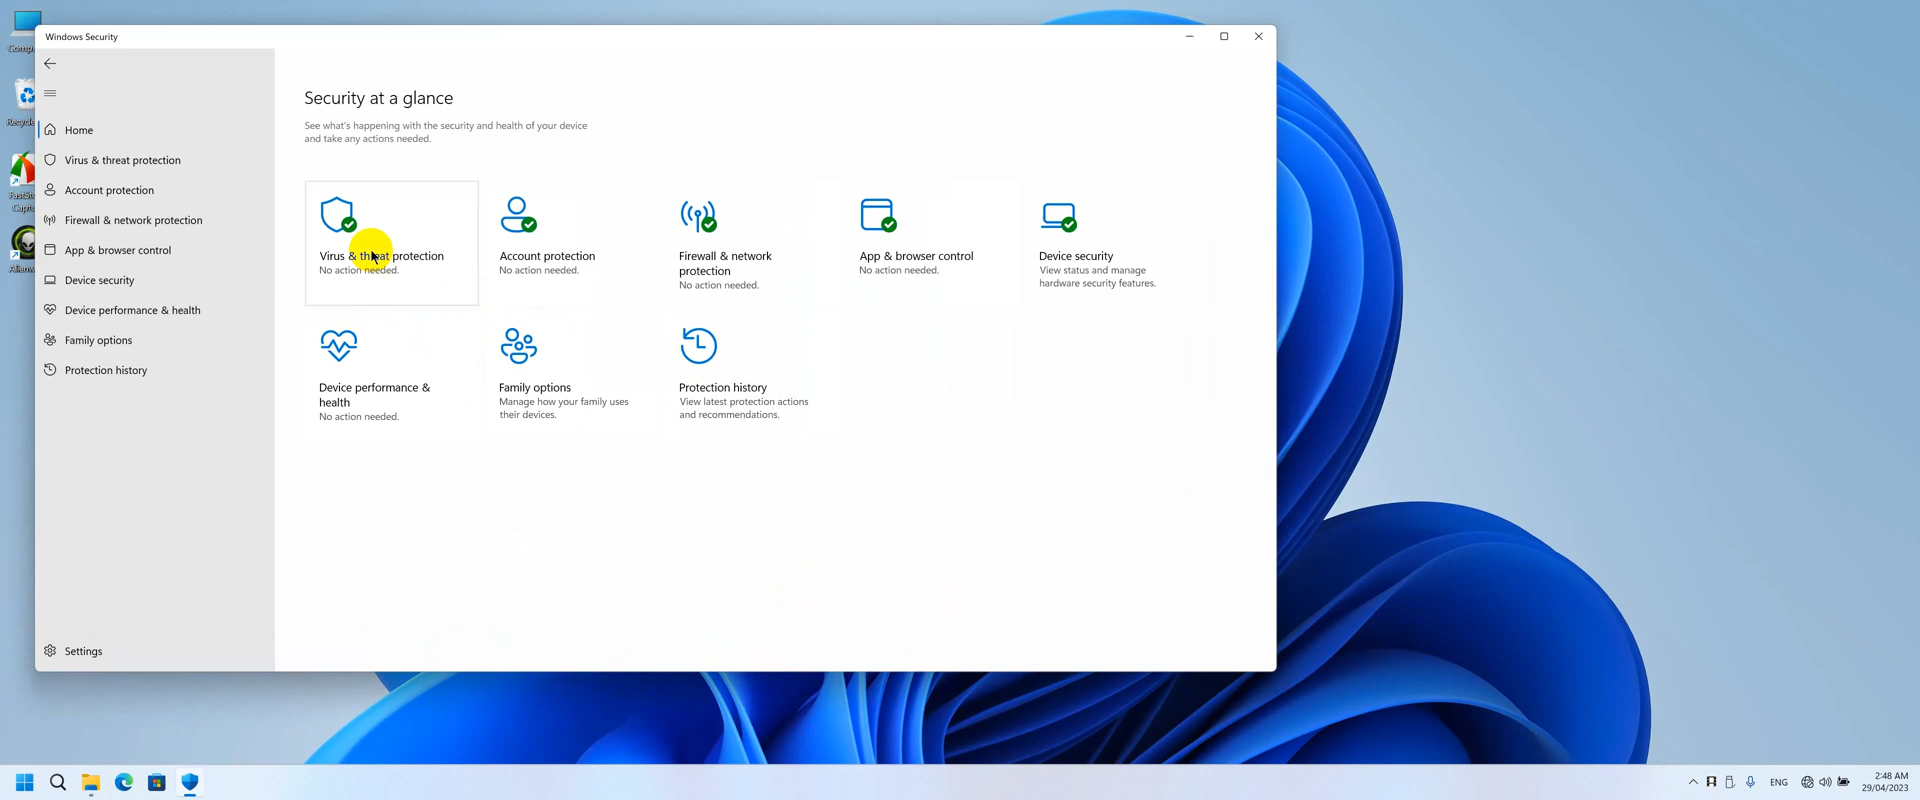 Windows Security
Home
Virus & threat protection
Account protection
Firewall & network protection
App & browser control
Device security
Device performance & health
Family options
Protection history
Settings
Security at a glance
See what's happening with the security and health of your device
and take any actions needed.
Virus & threat protection
No action needed.
Account protection
No action needed.
Firewall & network
protection
No action needed.
App & browser control
No action needed.
Device security
View status and manage
hardware security features.
Device performance &
health
No action needed.
Family options
Manage how your family uses
their devices.
Protection history
View latest protection actions
and recommendations.
ENG
2:48 AM
29/04/2023